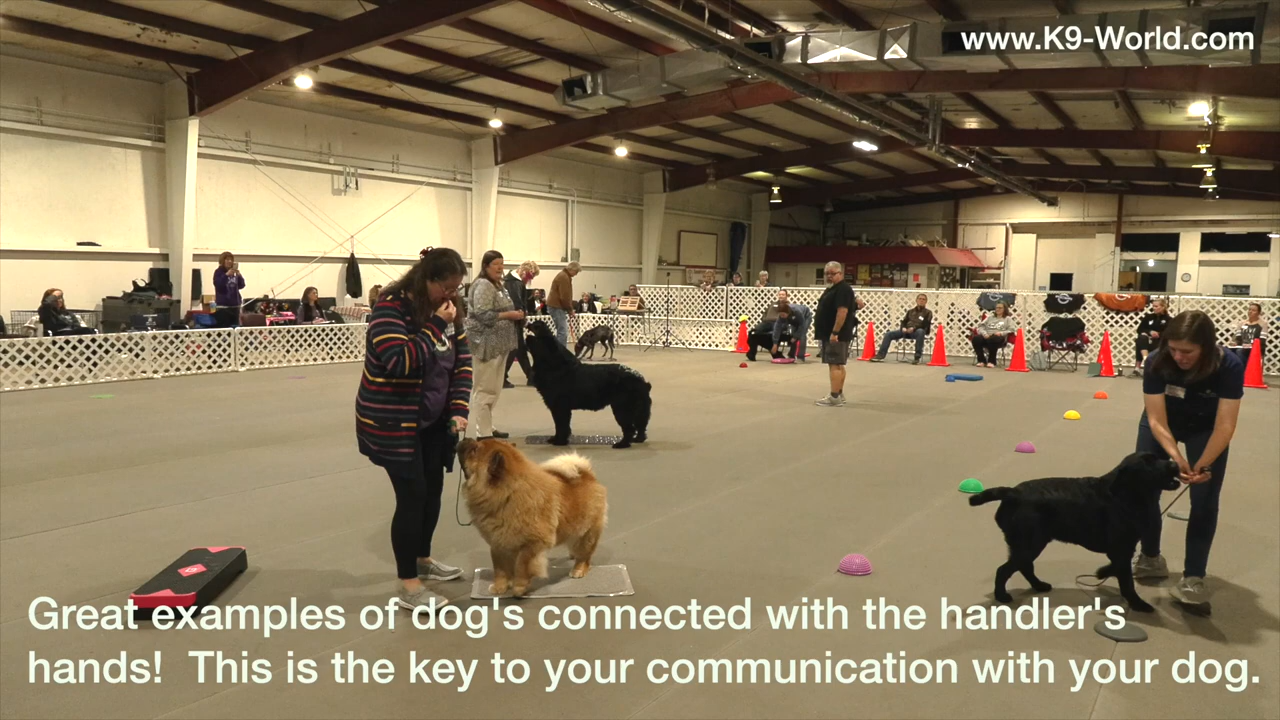 www.K9-World.com
Great examples of dog's connected with the handler's
hands!  This is the key to your communication with your dog.